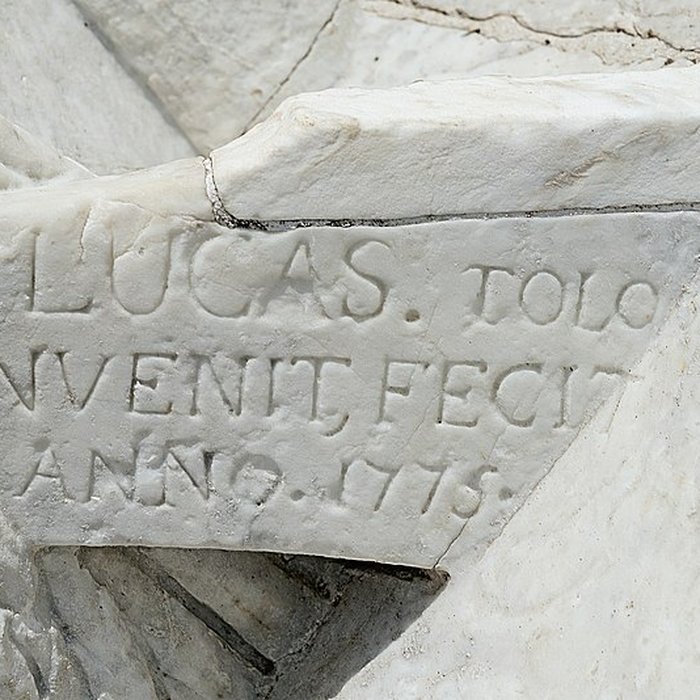 LUCAS. TOLO
NVENIT, FECIT
ANNO. 1775.